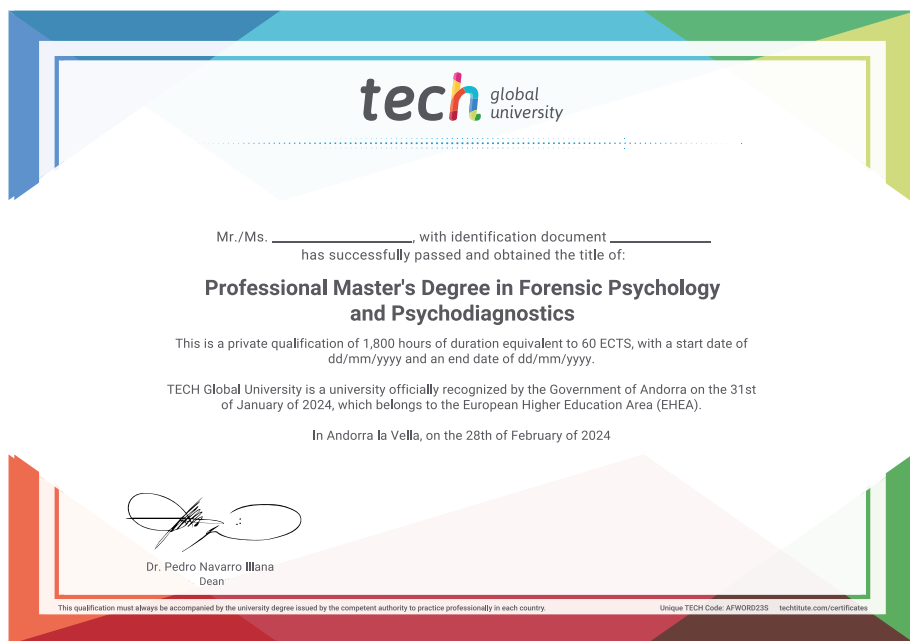 tech global university
Mr./Ms. ____________________, with identification document ______________
has successfully passed and obtained the title of:
Professional Master's Degree in Forensic Psychology
and Psychodiagnostics
This is a private qualification of 1,800 hours of duration equivalent to 60 ECTS, with a start date of
dd/mm/yyyy and an end date of dd/mm/yyyy.
TECH Global University is a university officially recognized by the Government of Andorra on the 31st
of January of 2024, which belongs to the European Higher Education Area (EHEA).
In Andorra la Vella, on the 28th of February of 2024
Dr. Pedro Navarro Illana
Dean
This qualification must always be accompanied by the university degree issued by the competent authority to practice professionally in each country.
Unique TECH Code: AFWORD23S techtitute.com/certificates